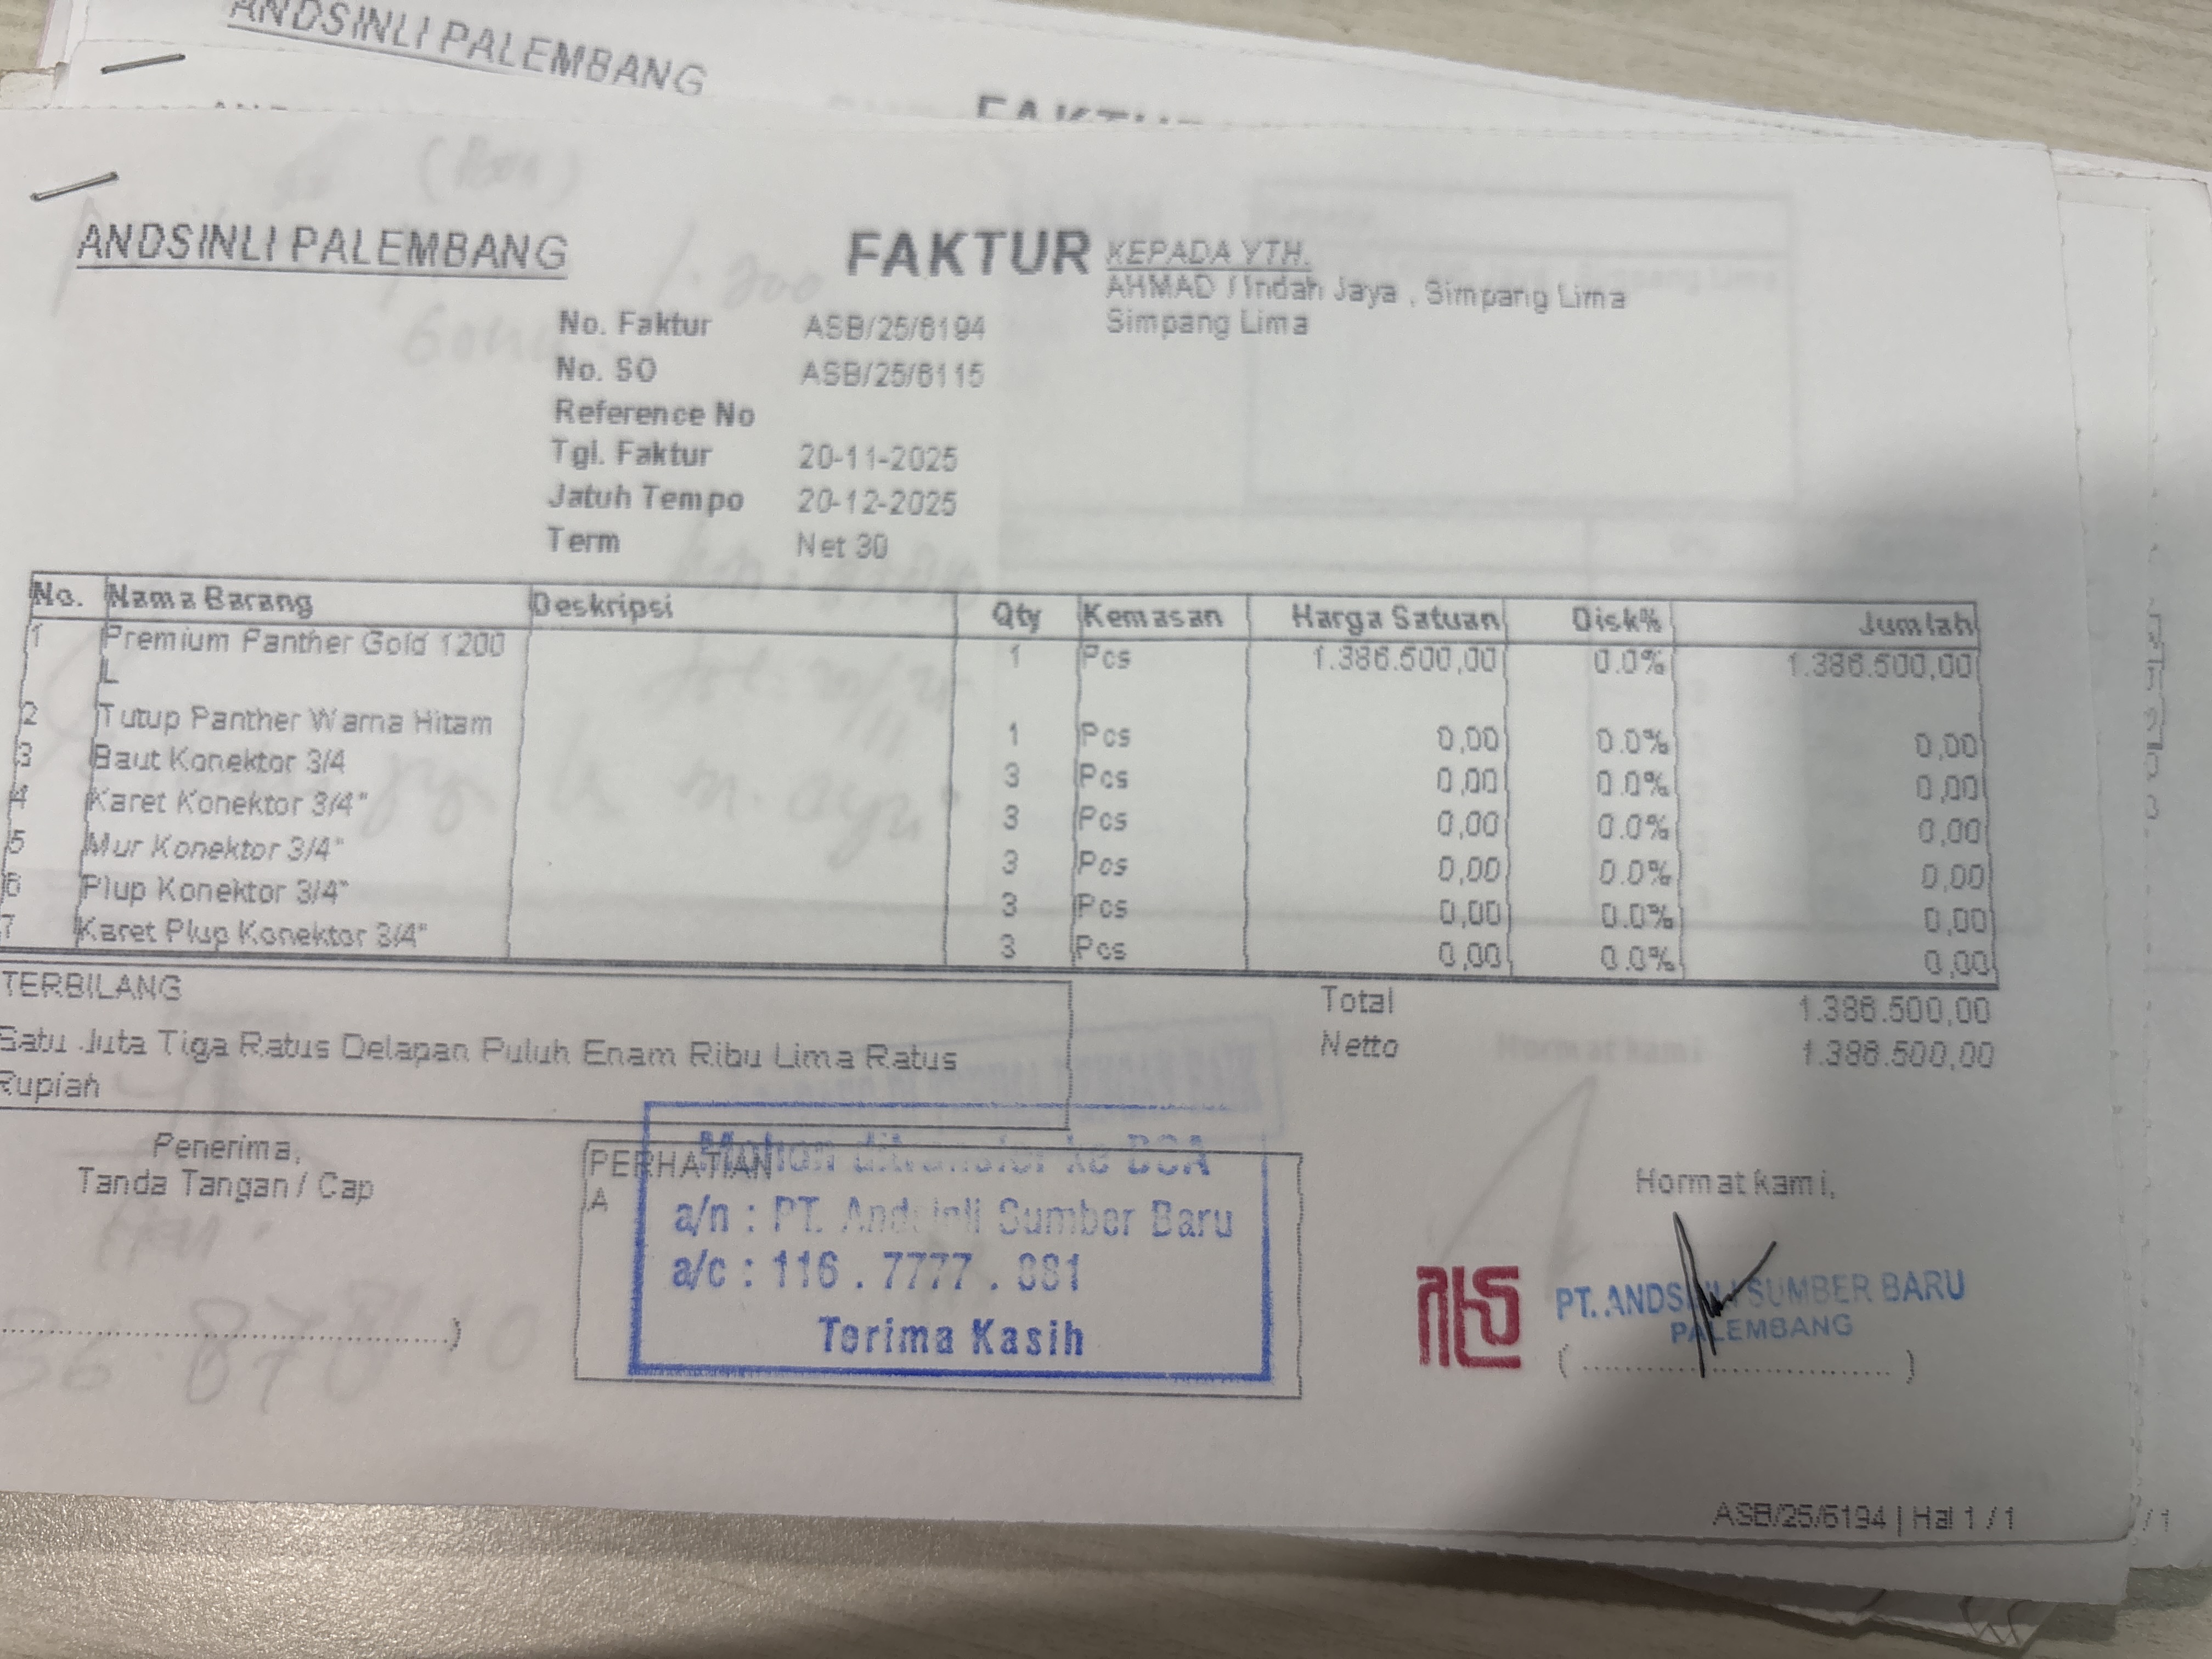 ANDSINLI PALEMBANG
FAKTUR
ANDSINLI PALEMBANG
FAKTUR
KEPADA YTH.
AHMAD / Indah Jaya , Simpang Lima
Simpang Lima
No. Faktur ASB/25/6194
No. SO ASB/25/6115
Reference No
Tgl. Faktur 20-11-2025
Jatuh Tempo 20-12-2025
Term Net 30
No. Nama Barang Deskripsi Qty Kemasan Harga Satuan Disk% Jumlah
1 Premium Panther Gold 1200 1 Pcs 1.386.500,00 0.0% 1.386.500,00
L
2 Tutup Panther Warna Hitam 1 Pcs 0,00 0.0% 0,00
3 Baut Konektor 3/4 3 Pcs 0,00 0.0% 0,00
4 Karet Konektor 3/4" 3 Pcs 0,00 0.0% 0,00
5 Mur Konektor 3/4" 3 Pcs 0,00 0.0% 0,00
6 Plup Konektor 3/4" 3 Pcs 0,00 0.0% 0,00
7 Karet Plup Konektor 3/4" 3 Pcs 0,00 0.0% 0,00
TERBILANG
Satu Juta Tiga Ratus Delapan Puluh Enam Ribu Lima Ratus
Rupiah
Total 1.386.500,00
Netto 1.386.500,00
Penerima,
Tanda Tangan / Cap
PERHATIAN
A
Mohon ditransfer ke BCA
a/n : PT. Andsinli Sumber Baru
a/c : 116 . 7777 . 881
Terima Kasih
Hormat kami,
PT. ANDSINLI SUMBER BARU
PALEMBANG
ASB/25/6194 | Hal 1 / 1
/ 1